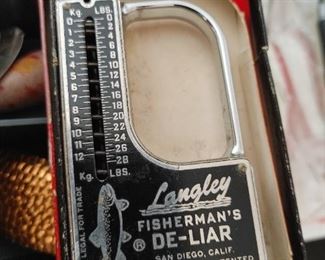 Kg. LBS.
0 0
1 2
2 4
3 6
4 8
5 10
12
6 14
7 16
8 18
9 20
10 22
11 24
12 26
28
Kg. LBS.
LEGAL FOR TRADE
Langley
FISHERMAN'S
® DE-LIAR
SAN DIEGO, CALIF.